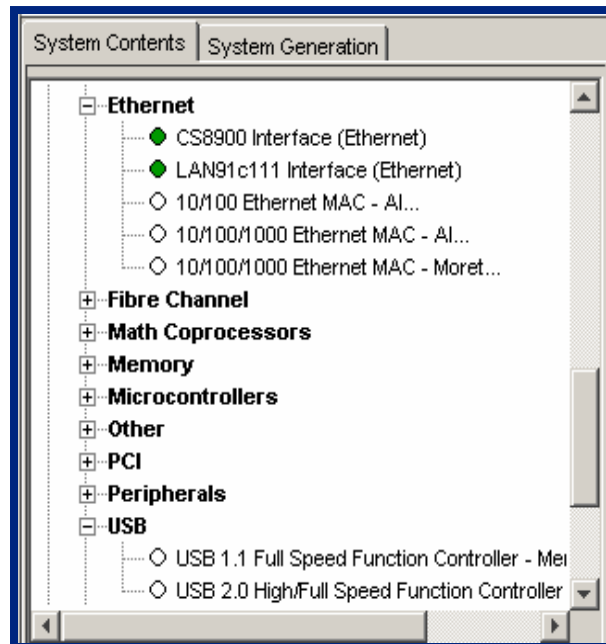 System Contents
System Generation
Ethernet
CS8900 Interface (Ethernet)
LAN91c111 Interface (Ethernet)
10/100 Ethernet MAC - Al...
10/100/1000 Ethernet MAC - Al...
10/100/1000 Ethernet MAC - Moret...
Fibre Channel
Math Coprocessors
Memory
Microcontrollers
Other
PCI
Peripherals
USB
USB 1.1 Full Speed Function Controller -
USB 2.0 High/Full Speed Function Controller